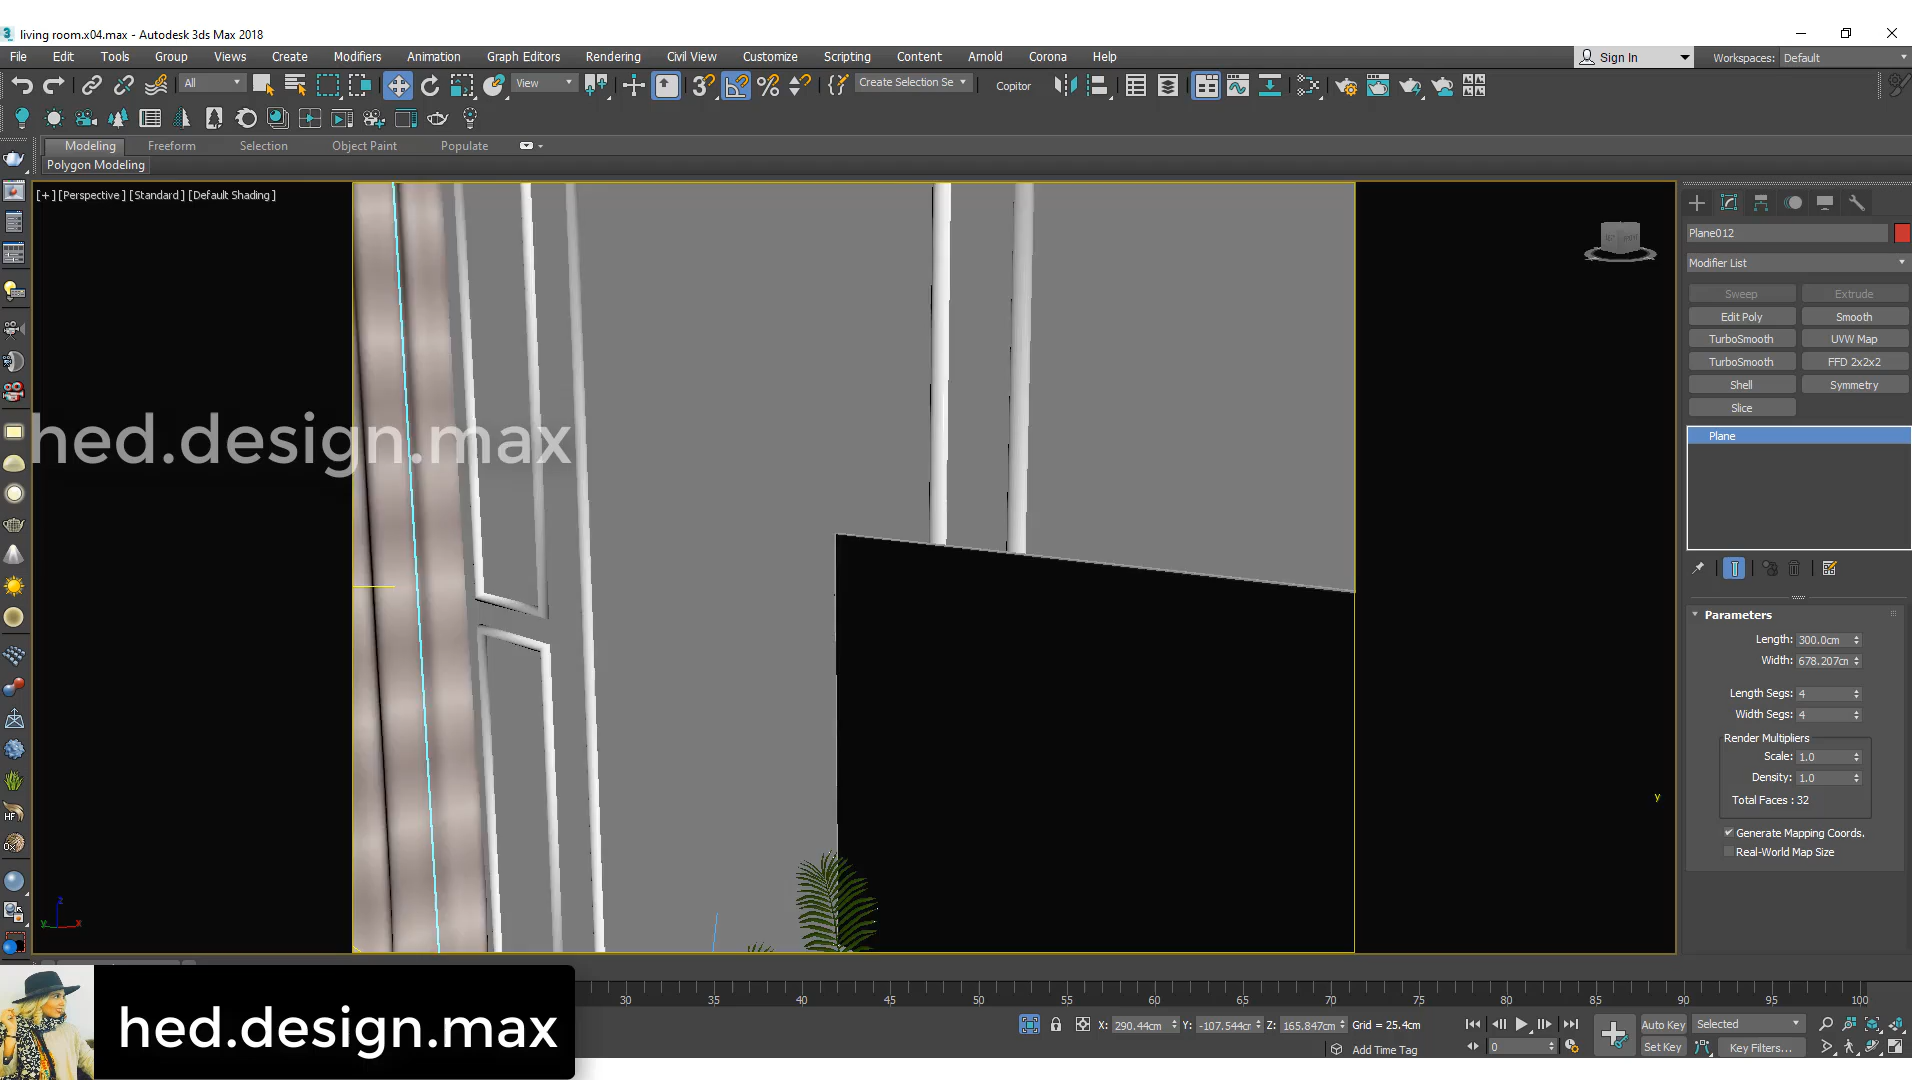 living room.x04.max - Autodesk 3ds Max 2018
File Edit Tools Group Views Create Modifiers Animation Graph Editors Rendering Civil View Customize Scripting Content Arnold Corona Help
Sign In Workspaces: Default
All View Create Selection Se Copitor
Modeling Freeform Selection Object Paint Populate
Polygon Modeling
[+] [Perspective] [Standard] [Default Shading]
Plane012
Modifier List
Sweep Extrude
Edit Poly Smooth
TurboSmooth UVW Map
TurboSmooth FFD 2x2x2
Shell Symmetry
Slice
Plane
hed.design.max
Parameters
Length: 300.0cm
Width: 678.207cm
Length Segs: 4
Width Segs: 4
Render Multipliers
Scale: 1.0
Density: 1.0
Total Faces : 32
Generate Mapping Coords.
Real-World Map Size
y
z
y x
hed.design.max
30 35 40 45 50 55 60 65 70 75 80 85 90 95 100
X: 290.44cm Y: -107.544cm Z: 165.847cm Grid = 25.4cm
Add Time Tag
0
Auto Key Selected
Set Key Key Filters...